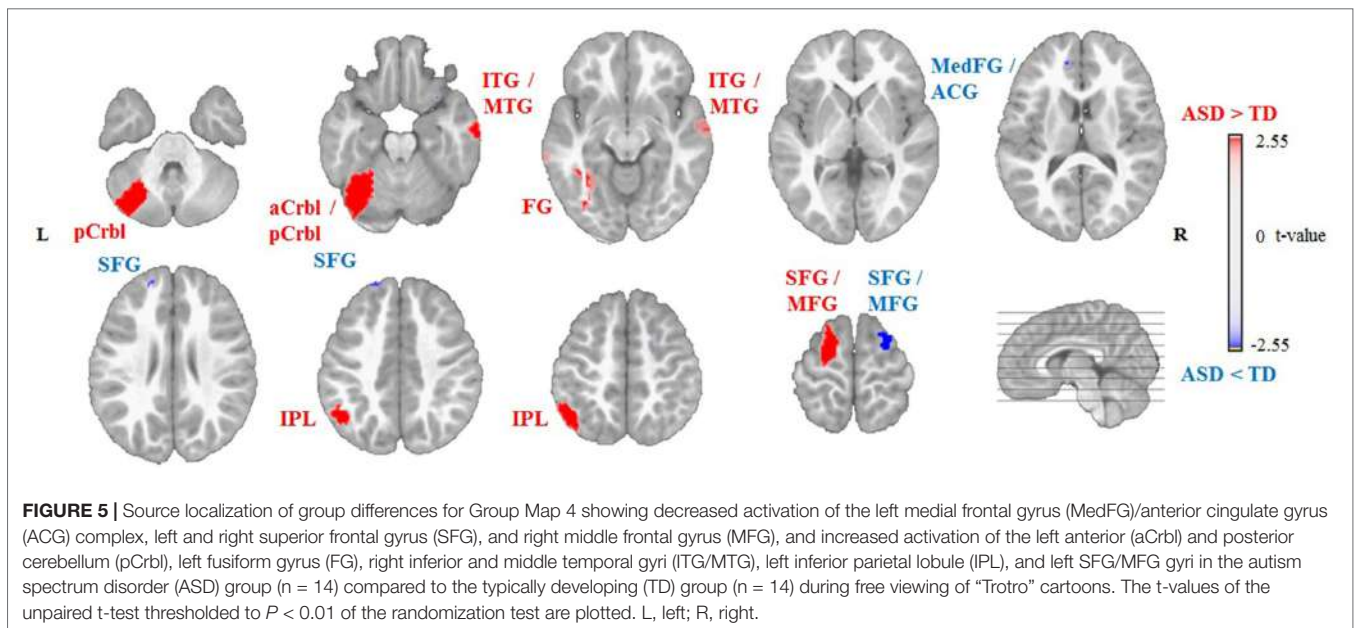 ITG /
MTG
ITG /
MTG
MedFG /
ACG
ASD > TD
2.55
pCrbl
aCrbl /
pCrbl
FG
L
R
0 t-value
SFG
SFG
SFG /
MFG
SFG /
MFG
-2.55
ASD < TD
IPL
IPL
FIGURE 5 | Source localization of group differences for Group Map 4 showing decreased activation of the left medial frontal gyrus (MedFG)/anterior cingulate gyrus
(ACG) complex, left and right superior frontal gyrus (SFG), and right middle frontal gyrus (MFG), and increased activation of the left anterior (aCrbl) and posterior
cerebellum (pCrbl), left fusiform gyrus (FG), right inferior and middle temporal gyri (ITG/MTG), left inferior parietal lobule (IPL), and left SFG/MFG gyri in the autism
spectrum disorder (ASD) group (n = 14) compared to the typically developing (TD) group (n = 14) during free viewing of “Trotro” cartoons. The t-values of the
unpaired t-test thresholded to P < 0.01 of the randomization test are plotted. L, left; R, right.